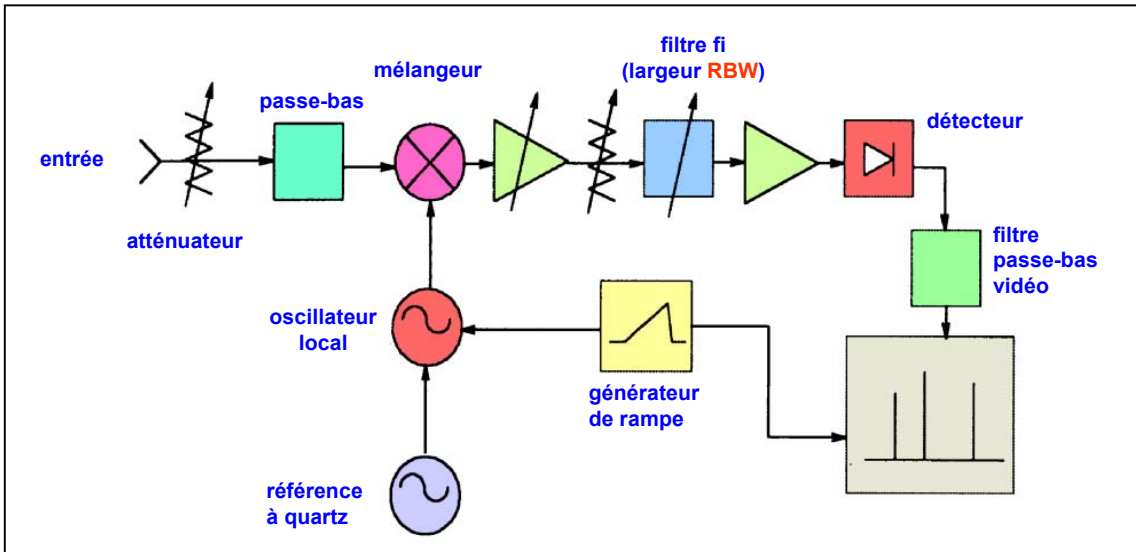 filtre fi
(largeur RBW)
mélangeur
passe-bas
détecteur
entrée
atténuateur
filtre
passe-bas
vidéo
oscillateur
local
générateur
de rampe
référence
à quartz